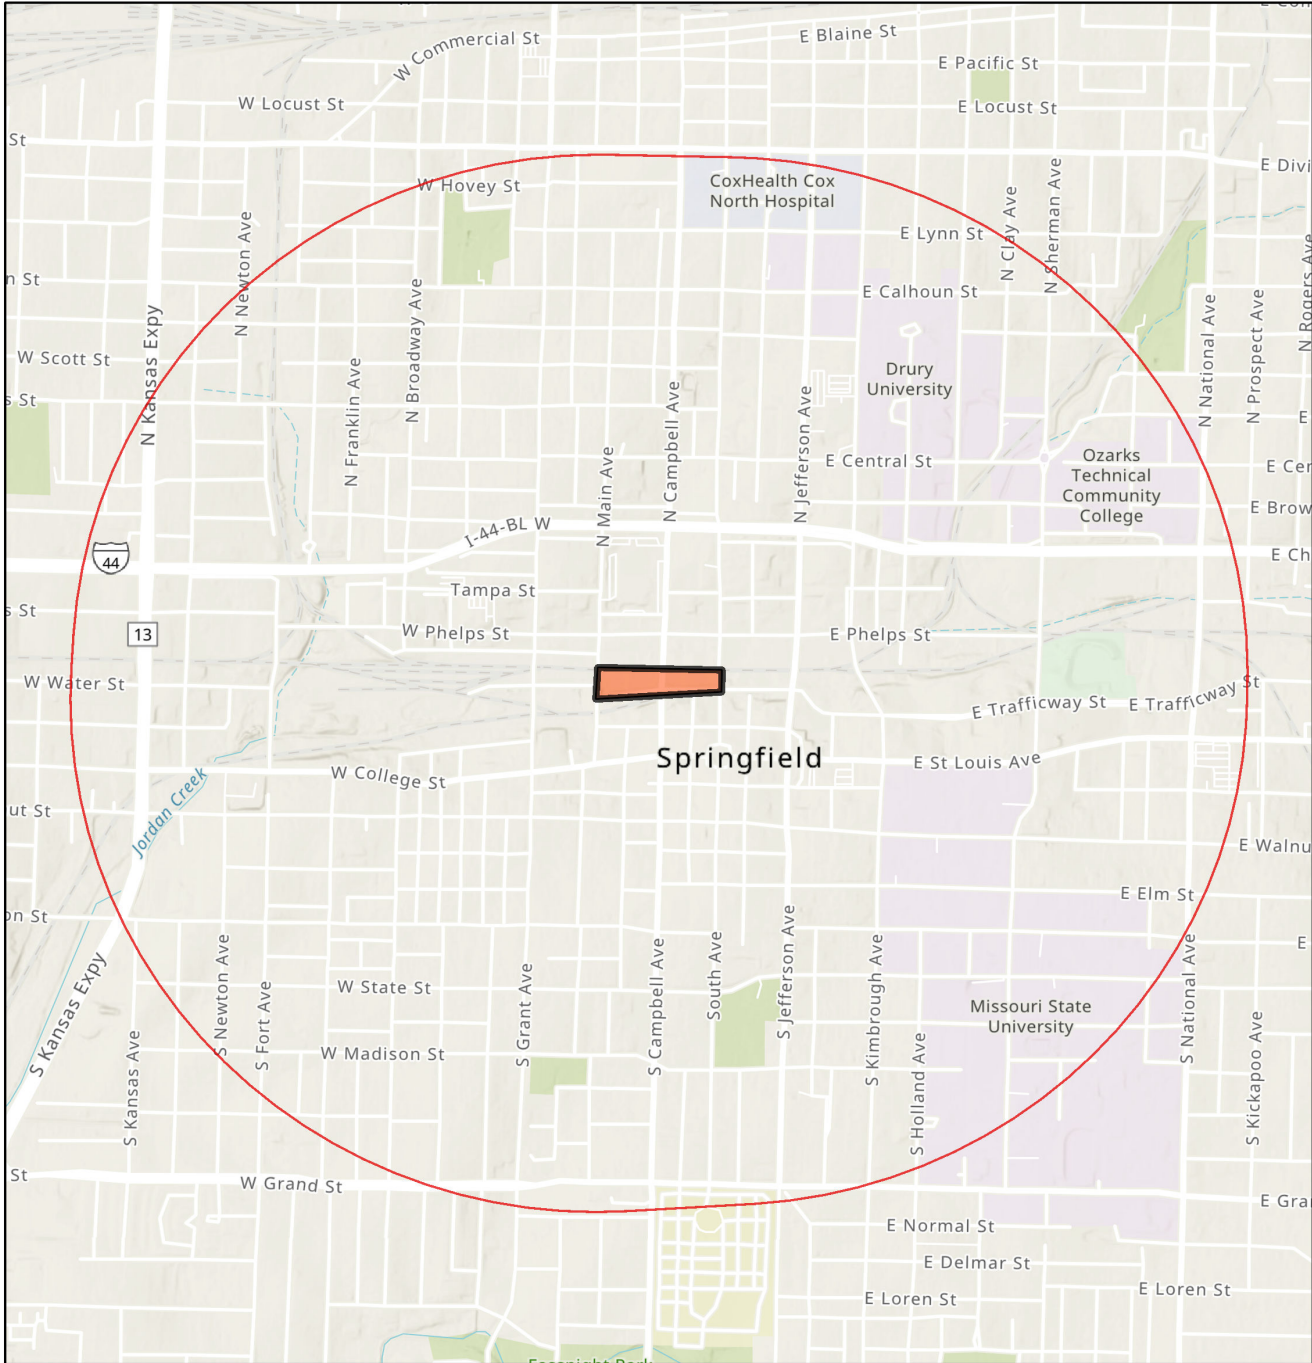 W Commercial St
E Blaine St
E Pacific St
W Locust St
E Locust St
St
E Divi
W Hovey St
CoxHealth Cox
North Hospital
N Clay Ave
N Sherman Ave
N Newton Ave
E Lynn St
N Rogers Ave
n St
E Calhoun St
N Broadway Ave
N Kansas Expy
N National Ave
N Prospect Ave
W Scott St
N Franklin Ave
Drury
University
N Campbell Ave
N Jefferson Ave
s St
E
N Main Ave
E Central St
Ozarks
Technical
Community
College
E Cer
E Brow
I-44-BL W
44
E Ch
Tampa St
s St
13
W Phelps St
E Phelps St
W Water St
E Trafficway St
E Trafficway St
Springfield
W College St
E St Louis Ave
Jordan Creek
ut St
E Walnu
E Elm St
on St
E
S Kansas Expy
S Newton Ave
S Fort Ave
W State St
S Grant Ave
S Campbell Ave
South Ave
S Jefferson Ave
S Kimbrough Ave
Missouri State
University
S National Ave
W Madison St
S Kansas Ave
S Holland Ave
S Kickapoo Ave
St
W Grand St
E Gra
E Normal St
E Delmar St
E Loren St
E Loren St